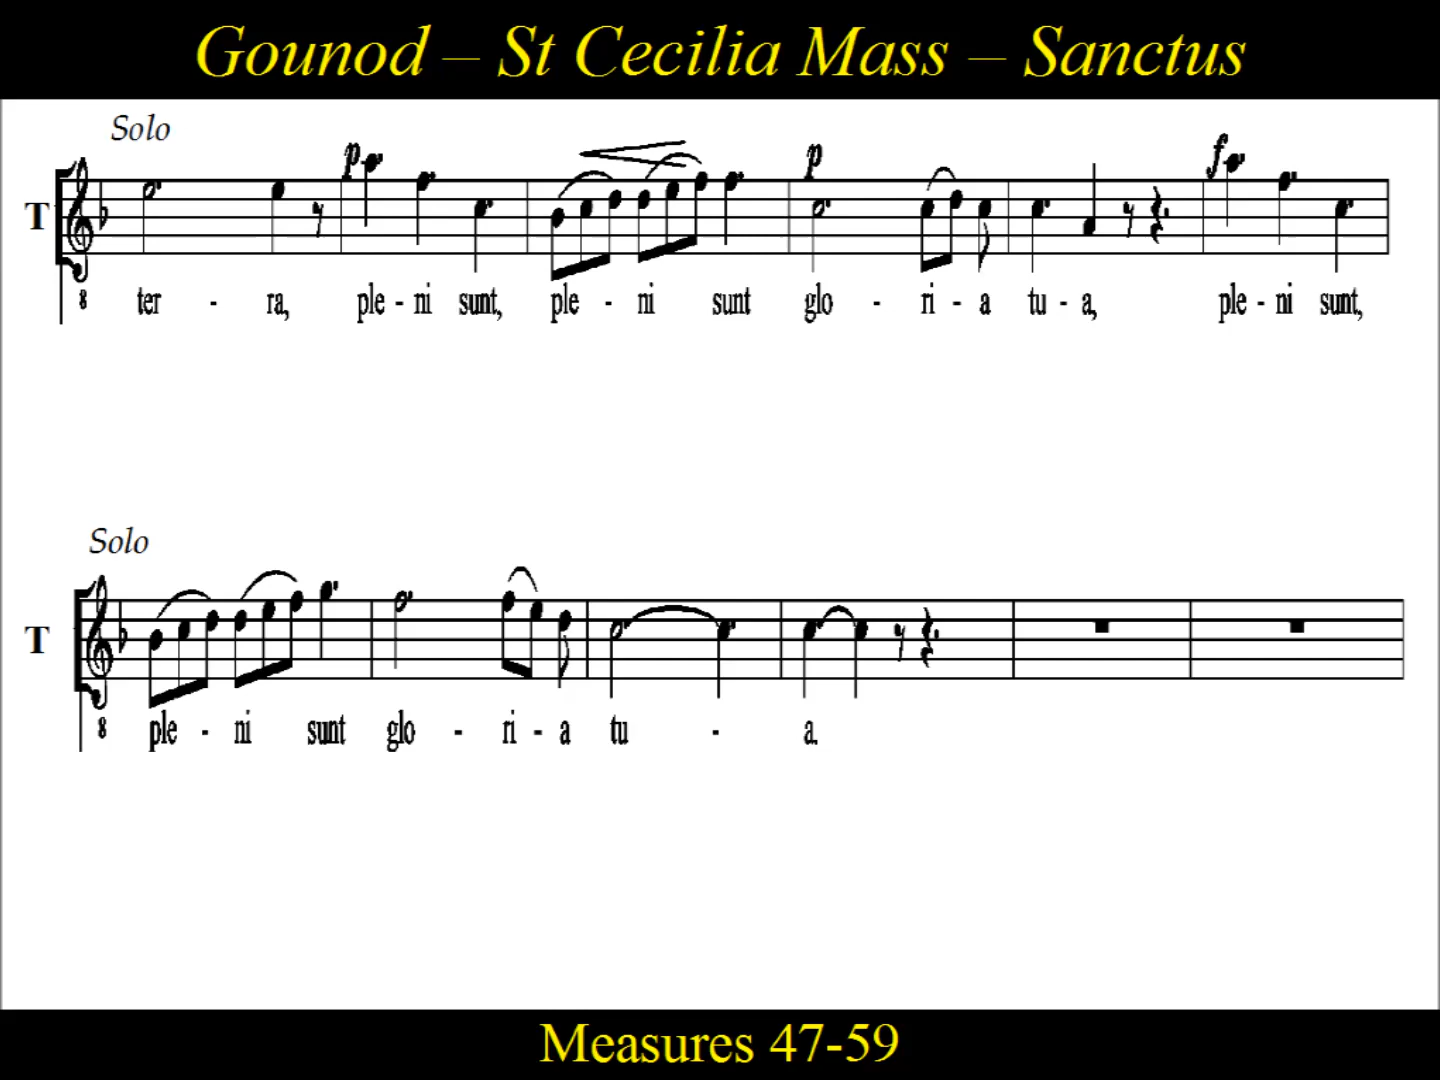 Gounod – St Cecilia Mass – Sanctus
Solo
p p f
T
8 ter - ra, ple - ni sunt, ple - ni sunt glo - ri - a tu - a, ple - ni sunt,
Solo
T
8 ple - ni sunt glo - ri - a tu - a.
Measures 47-59